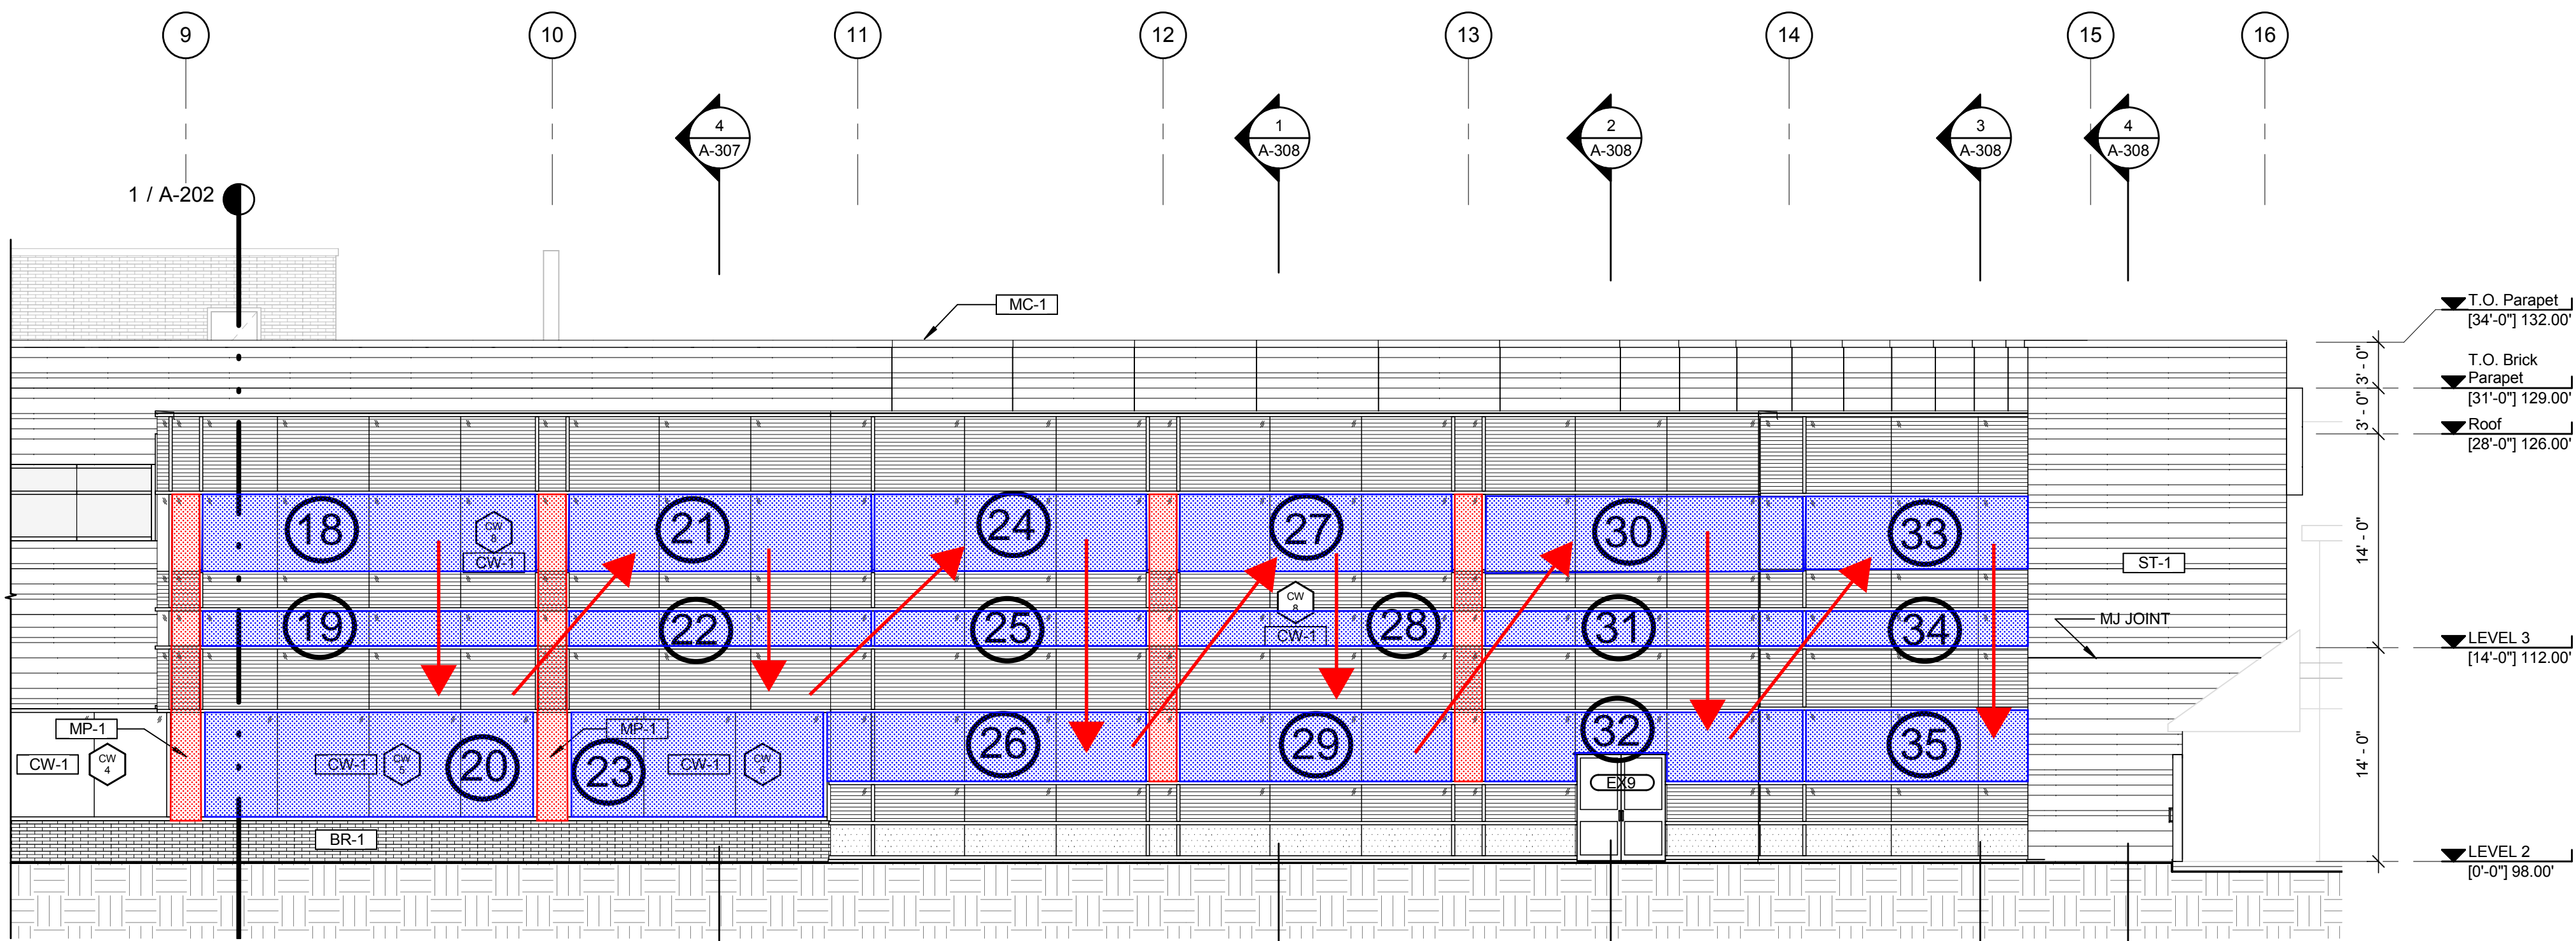 9
10
11
12
13
14
15
16
4
A-307
1
A-308
2
A-308
3
A-308
4
A-308
1 / A-202
MC-1
T.O. Parapet
[34'-0"] 132.00'
3' - 0"
T.O. Brick
Parapet
[31'-0"] 129.00'
3' - 0"
Roof
[28'-0"] 126.00'
18
CW
8
CW-1
21
24
27
30
33
14' - 0"
ST-1
19
22
25
CW
8
CW-1
28
31
34
MJ JOINT
LEVEL 3
[14'-0"] 112.00'
MP-1
CW-1
CW
4
CW-1
CW
5
20
MP-1
23
CW-1
CW
6
26
29
32
EX9
35
14' - 0"
BR-1
LEVEL 2
[0'-0"] 98.00'